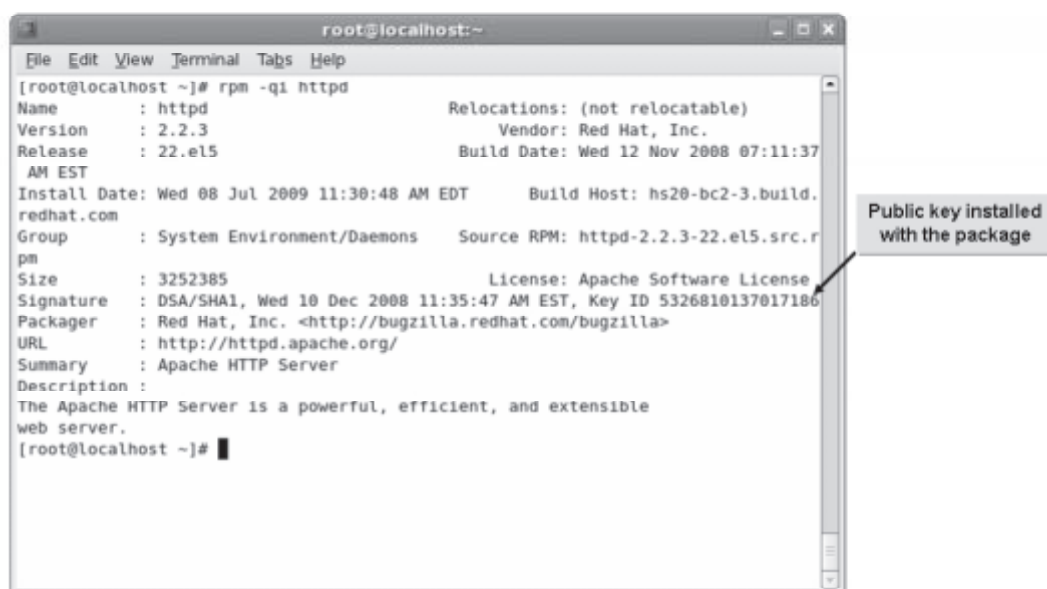 root@localhost:~
File Edit View Terminal Tabs Help
[root@localhost ~]# rpm -qi httpd
Name        : httpd                        Relocations: (not relocatable)
Version     : 2.2.3                             Vendor: Red Hat, Inc.
Release     : 22.el5                        Build Date: Wed 12 Nov 2008 07:11:37
 AM EST
Install Date: Wed 08 Jul 2009 11:30:48 AM EDT      Build Host: hs20-bc2-3.build.
redhat.com
Group       : System Environment/Daemons    Source RPM: httpd-2.2.3-22.el5.src.r
pm
Size        : 3252385                          License: Apache Software License
Signature   : DSA/SHA1, Wed 10 Dec 2008 11:35:47 AM EST, Key ID 5326810137017186
Packager    : Red Hat, Inc. <http://bugzilla.redhat.com/bugzilla>
URL         : http://httpd.apache.org/
Summary     : Apache HTTP Server
Description :
The Apache HTTP Server is a powerful, efficient, and extensible
web server.
[root@localhost ~]#
Public key installed
with the package